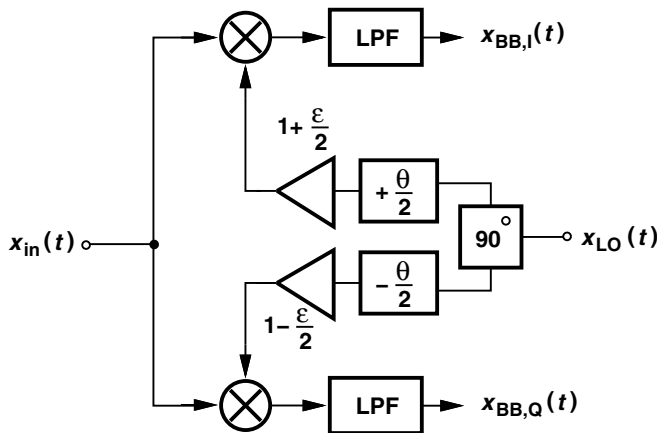 LPF
x_BB,I(t)
1+ ε/2
+ θ/2
x_in(t)
90°
x_LO(t)
− θ/2
1− ε/2
LPF
x_BB,Q(t)